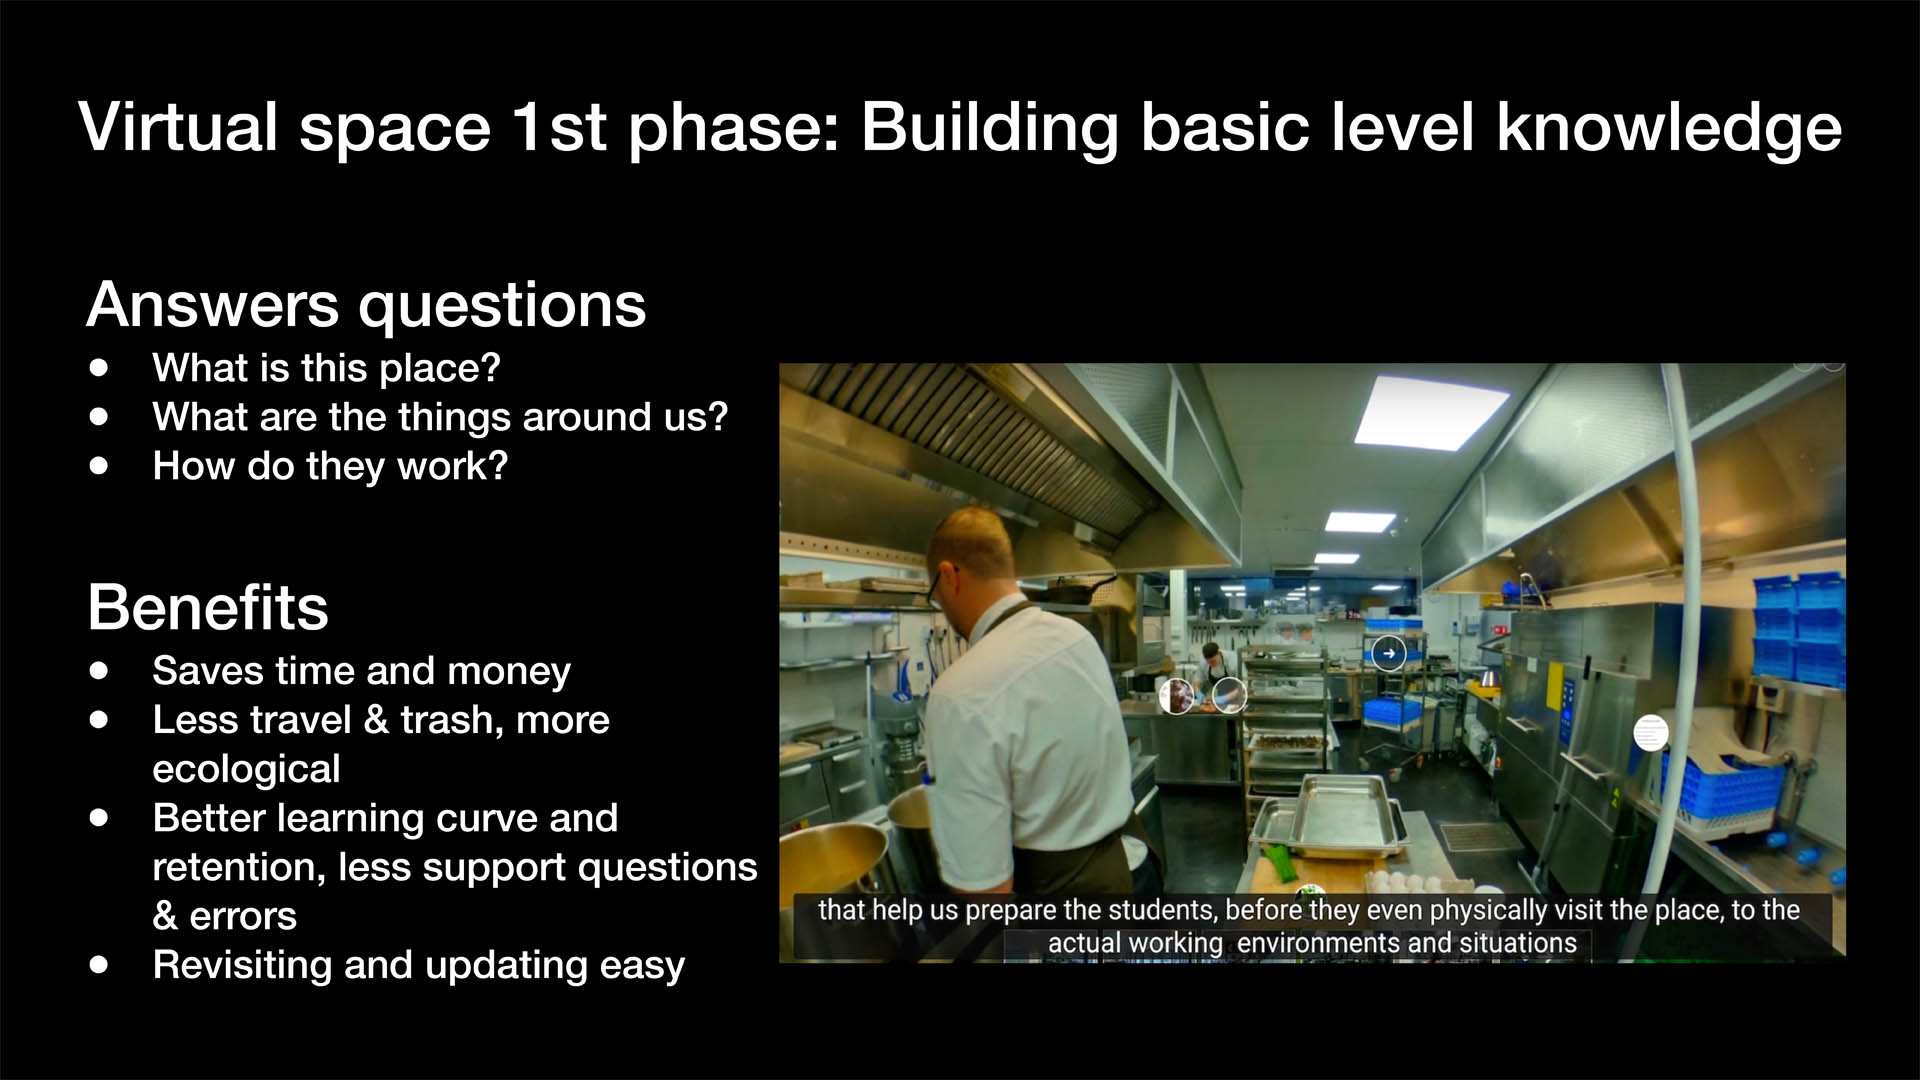 Virtual space 1st phase: Building basic level knowledge
Answers questions
● What is this place?
● What are the things around us?
● How do they work?
Benefits
● Saves time and money
● Less travel & trash, more
ecological
● Better learning curve and
retention, less support questions
& errors
● Revisiting and updating easy
that help us prepare the students, before they even physically visit the place, to the
actual working  environments and situations